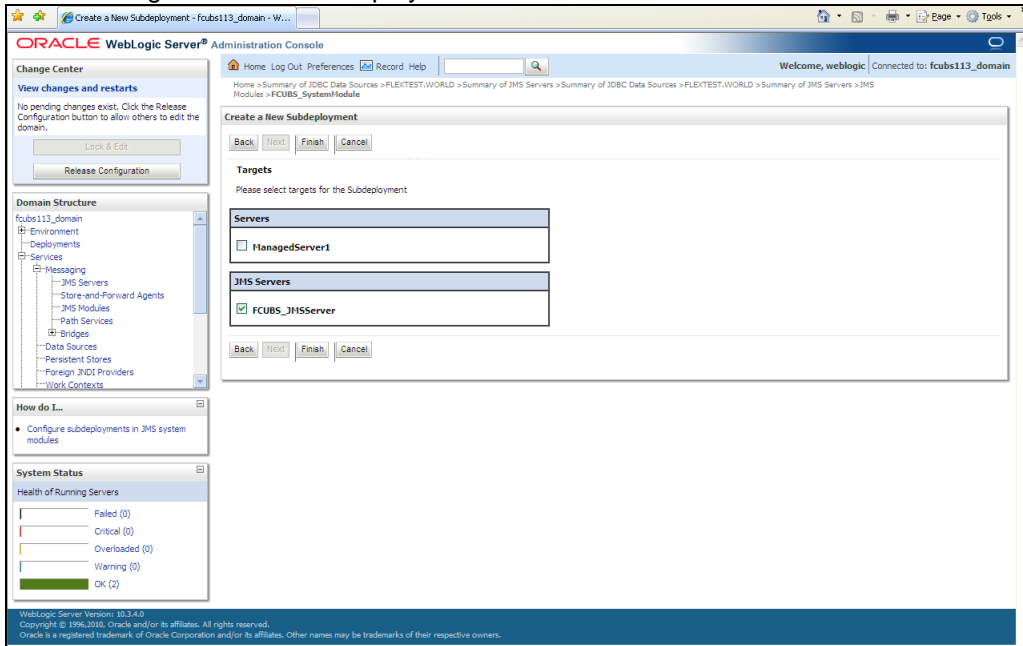 Create a New Subdeployment - fcubs113_domain - W...
Page
Tools
ORACLE WebLogic Server® Administration Console
Change Center
View changes and restarts
No pending changes exist. Click the Release
Configuration button to allow others to edit the
domain.
Lock & Edit
Release Configuration
Domain Structure
fcubs113_domain
Environment
Deployments
Services
Messaging
JMS Servers
Store-and-Forward Agents
JMS Modules
Path Services
Bridges
Data Sources
Persistent Stores
Foreign JNDI Providers
Work Contexts
How do I...
Configure subdeployments in JMS system
modules
System Status
Health of Running Servers
Failed (0)
Critical (0)
Overloaded (0)
Warning (0)
OK (2)
Home Log Out Preferences Record Help
Welcome, weblogic Connected to: fcubs113_domain
Home >Summary of JDBC Data Sources >FLEXTEST.WORLD >Summary of JMS Servers >Summary of JDBC Data Sources >FLEXTEST.WORLD >Summary of JMS Servers >JMS
Modules >FCUBS_SystemModule
Create a New Subdeployment
Back Next Finish Cancel
Targets
Please select targets for the Subdeployment
Servers
ManagedServer1
JMS Servers
FCUBS_JMSServer
Back Next Finish Cancel
WebLogic Server Version: 10.3.4.0
Copyright © 1996,2010, Oracle and/or its affiliates. All rights reserved.
Oracle is a registered trademark of Oracle Corporation and/or its affiliates. Other names may be trademarks of their respective owners.